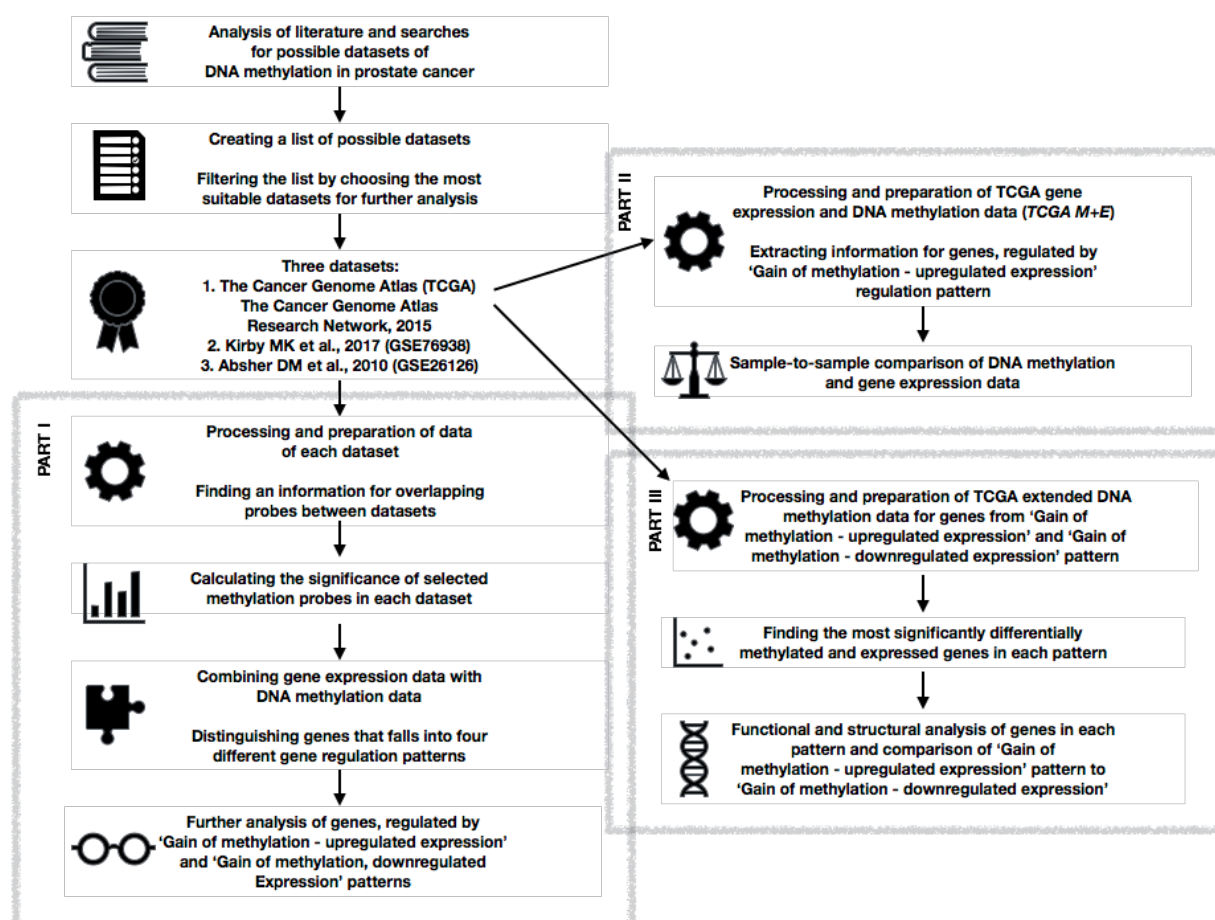 Analysis of literature and searches
for possible datasets of
DNA methylation in prostate cancer
Creating a list of possible datasets
Filtering the list by choosing the most
suitable datasets for further analysis
Three datasets:
1. The Cancer Genome Atlas (TCGA)
The Cancer Genome Atlas
Research Network, 2015
2. Kirby MK et al., 2017 (GSE76938)
3. Absher DM et al., 2010 (GSE26126)
PART I
Processing and preparation of data
of each dataset
Finding an information for overlapping
probes between datasets
Calculating the significance of selected
methylation probes in each dataset
Combining gene expression data with
DNA methylation data
Distinguishing genes that falls into four
different gene regulation patterns
Further analysis of genes, regulated by
‘Gain of methylation - upregulated expression’
and ‘Gain of methylation, downregulated
Expression’ patterns
PART II
Processing and preparation of TCGA gene
expression and DNA methylation data (TCGA M+E)
Extracting information for genes, regulated by
‘Gain of methylation - upregulated expression’
regulation pattern
Sample-to-sample comparison of DNA methylation
and gene expression data
PART III
Processing and preparation of TCGA extended DNA
methylation data for genes from ‘Gain of
methylation - upregulated expression’ and ‘Gain of
methylation - downregulated expression’ pattern
Finding the most significantly differentially
methylated and expressed genes in each pattern
Functional and structural analysis of genes in each
pattern and comparison of ‘Gain of
methylation - upregulated expression’ pattern to
‘Gain of methylation - downregulated expression’